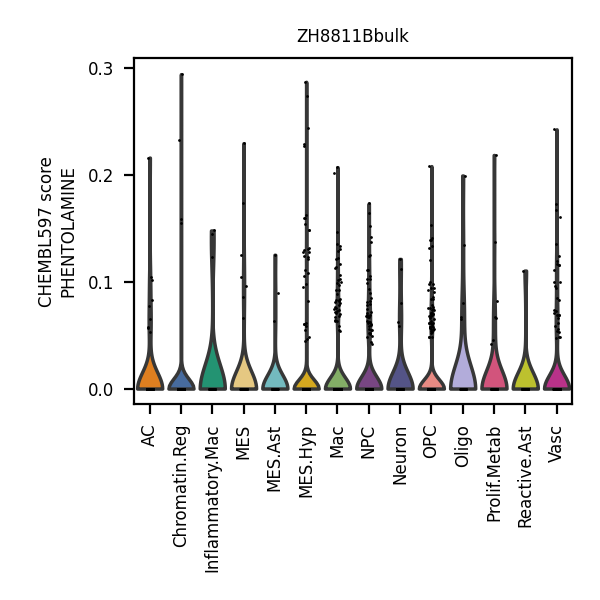 ZH8811Bbulk
CHEMBL597 score
PHENTOLAMINE
0.3
0.2
0.1
0.0
AC
Chromatin.Reg
Inflammatory.Mac
MES
MES.Ast
MES.Hyp
Mac
NPC
Neuron
OPC
Oligo
Prolif.Metab
Reactive.Ast
Vasc